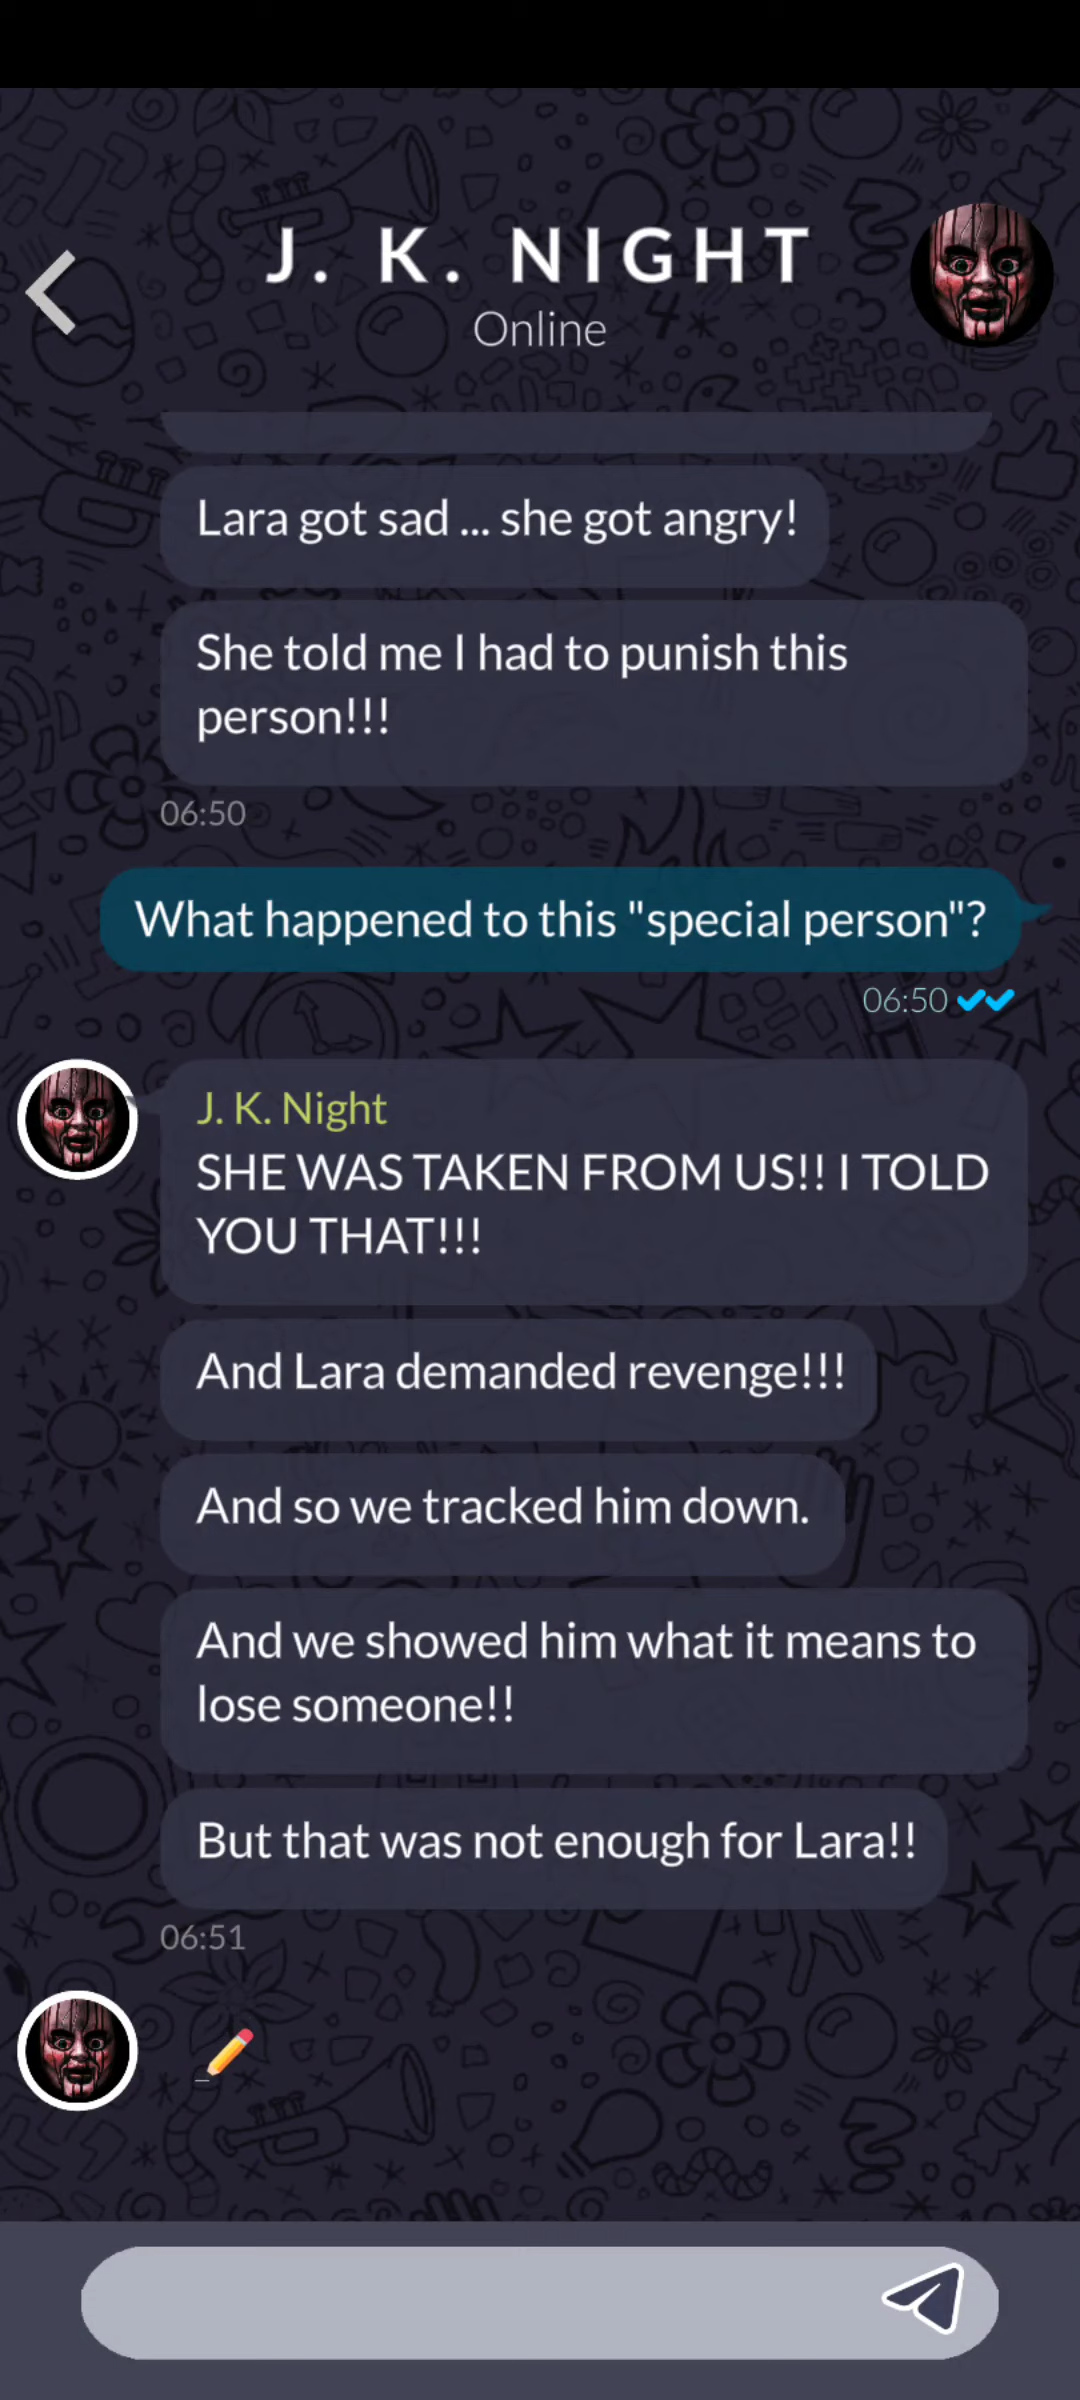 J. K. NIGHT
Online
Lara got sad ... she got angry!
She told me I had to punish this
person!!!
06:50
What happened to this "special person"?
06:50
J. K. Night
SHE WAS TAKEN FROM US!! I TOLD
YOU THAT!!!
And Lara demanded revenge!!!
And so we tracked him down.
And we showed him what it means to
lose someone!!
But that was not enough for Lara!!
06:51